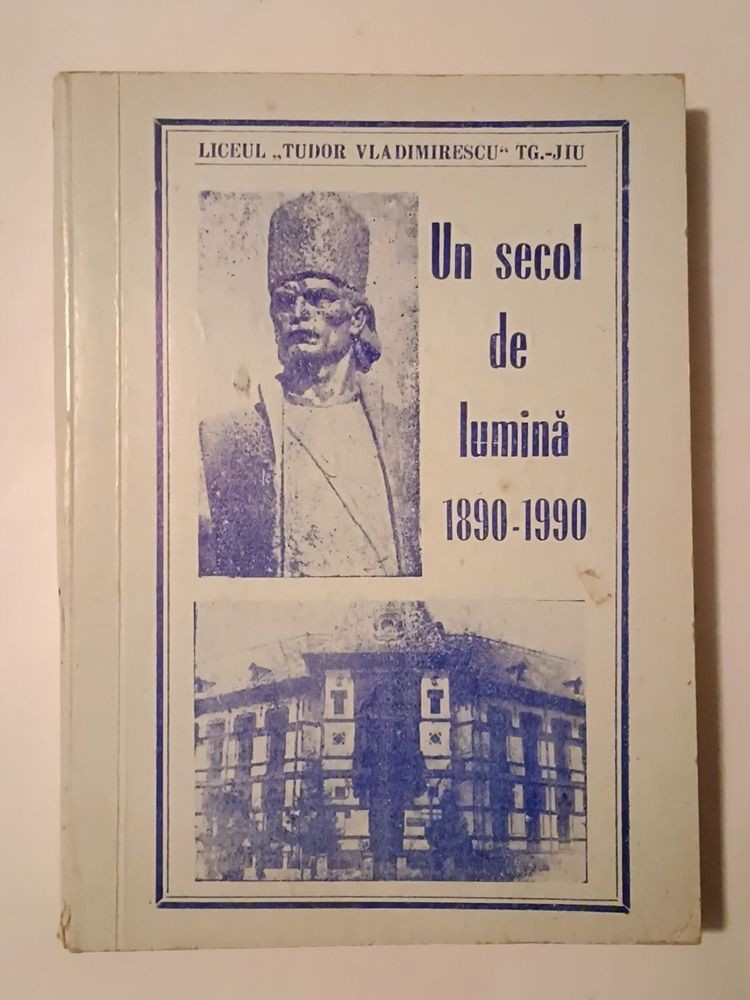 LICEUL „TUDOR VLADIMIRESCU“ TG.-JIU
Un secol
de
lumină
1890-1990